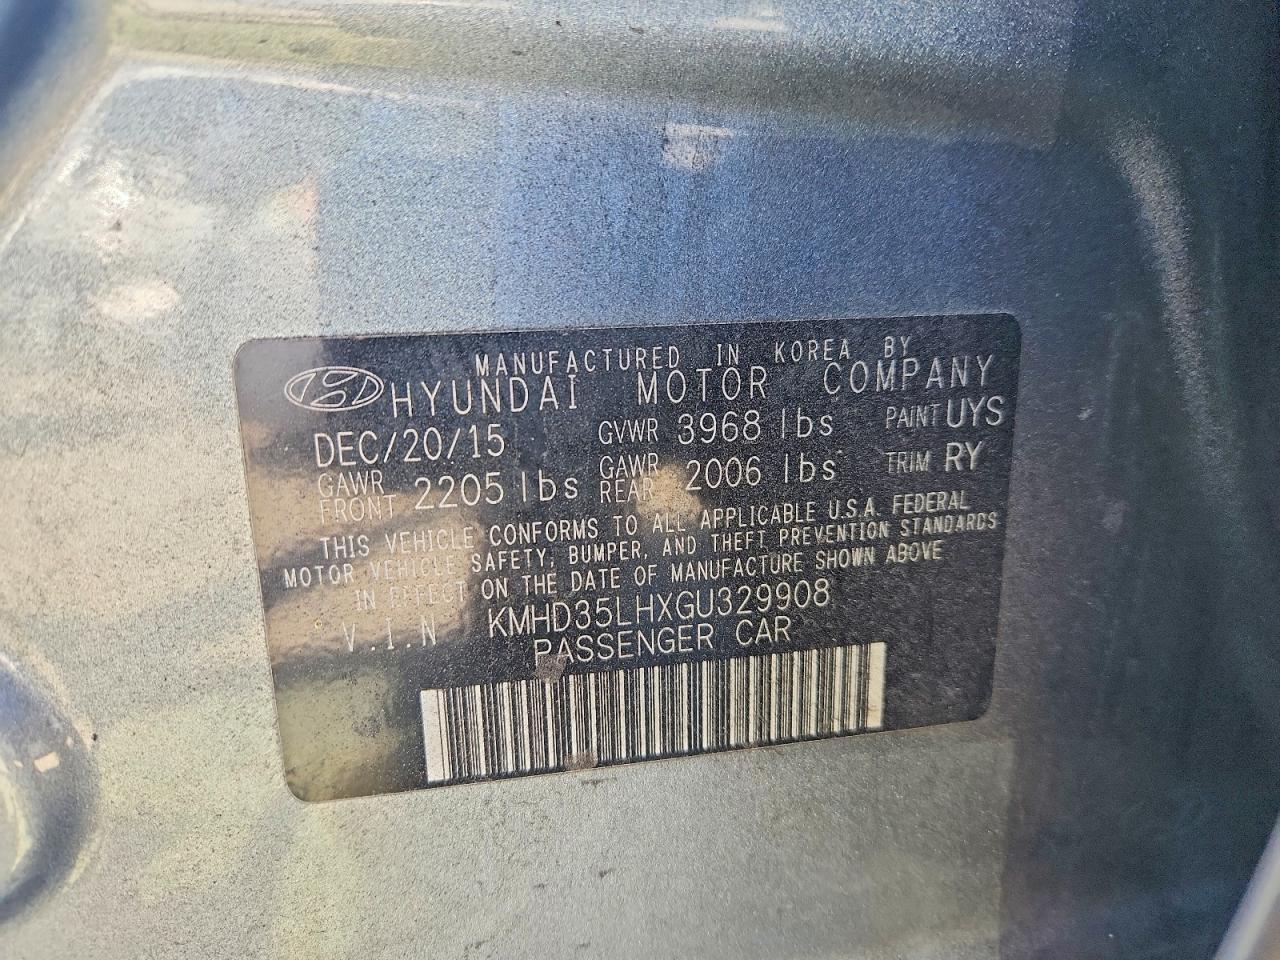 MANUFACTURED IN KOREA BY
HYUNDAI MOTOR COMPANY
DEC/20/15 GVWR 3968 lbs PAINT UYS
GAWR FRONT 2205 lbs GAWR REAR 2006 lbs TRIM RY
THIS VEHICLE CONFORMS TO ALL APPLICABLE U.S.A. FEDERAL
MOTOR VEHICLE SAFETY, BUMPER, AND THEFT PREVENTION STANDARDS
IN EFFECT ON THE DATE OF MANUFACTURE SHOWN ABOVE
V.I.N KMHD35LHXGU329908
PASSENGER CAR